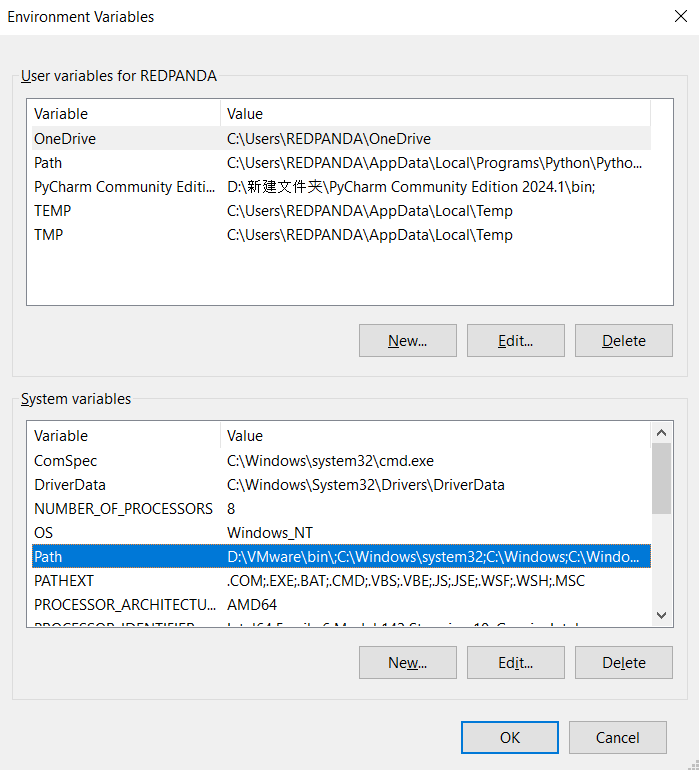 Environment Variables
User variables for REDPANDA
Variable Value
OneDrive C:\Users\REDPANDA\OneDrive
Path C:\Users\REDPANDA\AppData\Local\Programs\Python\Pytho...
PyCharm Community Editi... D:\新建文件夹\PyCharm Community Edition 2024.1\bin;
TEMP C:\Users\REDPANDA\AppData\Local\Temp
TMP C:\Users\REDPANDA\AppData\Local\Temp
New... Edit... Delete
System variables
Variable Value
ComSpec C:\Windows\system32\cmd.exe
DriverData C:\Windows\System32\Drivers\DriverData
NUMBER_OF_PROCESSORS 8
OS Windows_NT
Path D:\VMware\bin\;C:\Windows\system32;C:\Windows;C:\Windo...
PATHEXT .COM;.EXE;.BAT;.CMD;.VBS;.VBE;.JS;.JSE;.WSF;.WSH;.MSC
PROCESSOR_ARCHITECTU... AMD64
New... Edit... Delete
OK Cancel